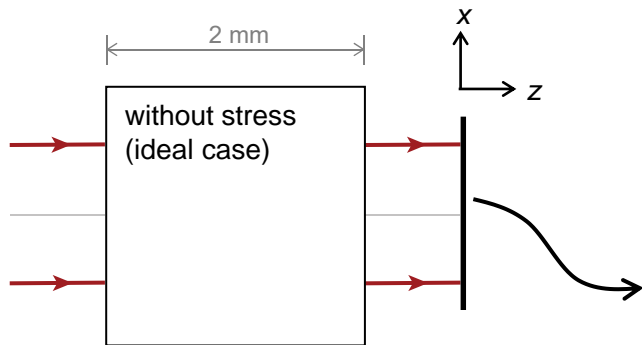 2 mm
x
z
without stress
(ideal case)